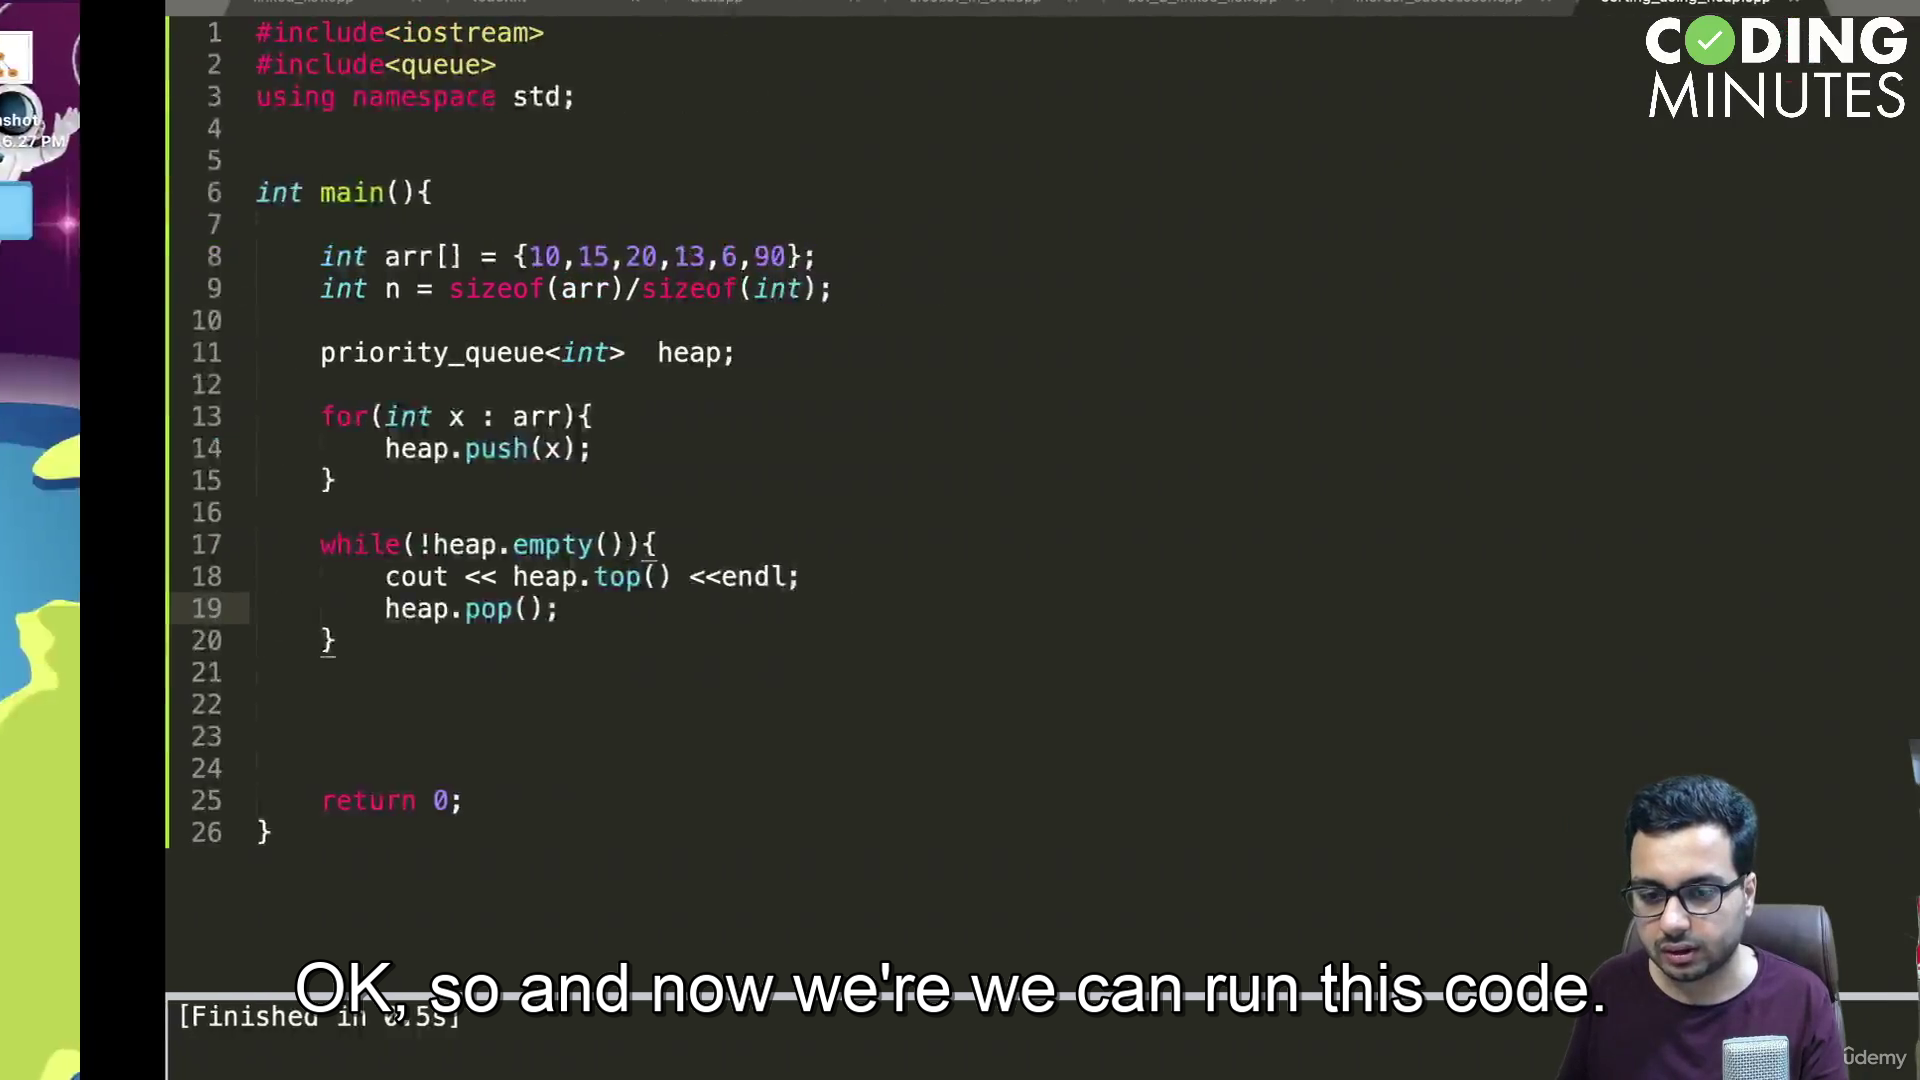 CODING
MINUTES
shot
6.27 PM
1 #include<iostream>
2 #include<queue>
3 using namespace std;
4
5
6 int main(){
7
8 int arr[] = {10,15,20,13,6,90};
9 int n = sizeof(arr)/sizeof(int);
10
11 priority_queue<int>  heap;
12
13 for(int x : arr){
14 heap.push(x);
15 }
16
17 while(!heap.empty()){
18 cout << heap.top() <<endl;
19 heap.pop();
20 }
21
22
23
24
25 return 0;
26 }
OK, so and now we're we can run this code.
[Finished in 0.5s]
ûdemy